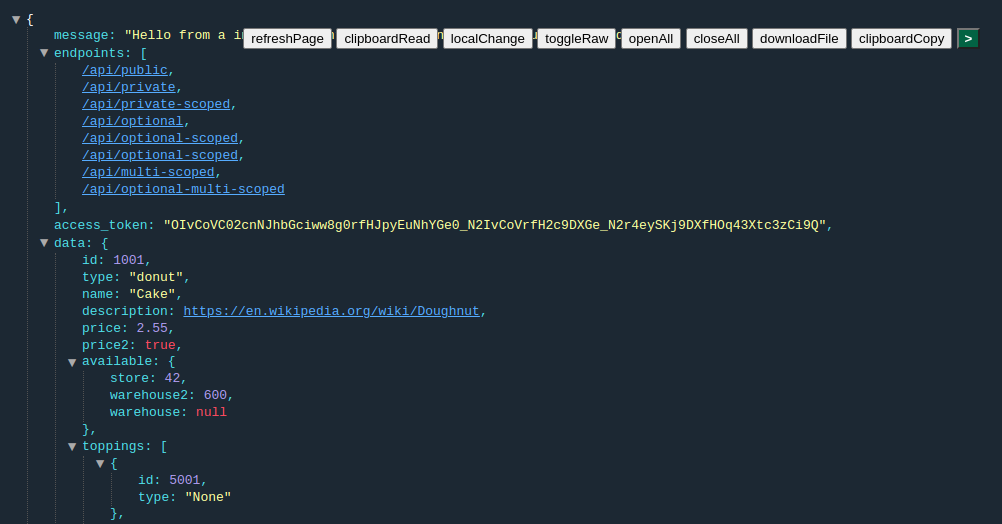 ▼ {
message: "Hello from a
refreshPage clipboardRead localChange toggleRaw openAll closeAll downloadFile clipboardCopy >
▼ endpoints: [
/api/public,
/api/private,
/api/private-scoped,
/api/optional,
/api/optional-scoped,
/api/optional-scoped,
/api/multi-scoped,
/api/optional-multi-scoped
],
access_token: "OIvCoVC02cnNJhbGciww8g0rfHJpyEuNhYGe0_N2IvCoVrfH2c9DXGe_N2r4eySKj9DXfHOq43Xtc3zCi9Q",
▼ data: {
id: 1001,
type: "donut",
name: "Cake",
description: https://en.wikipedia.org/wiki/Doughnut,
price: 2.55,
price2: true,
▼ available: {
store: 42,
warehouse2: 600,
warehouse: null
},
▼ toppings: [
▼ {
id: 5001,
type: "None"
},